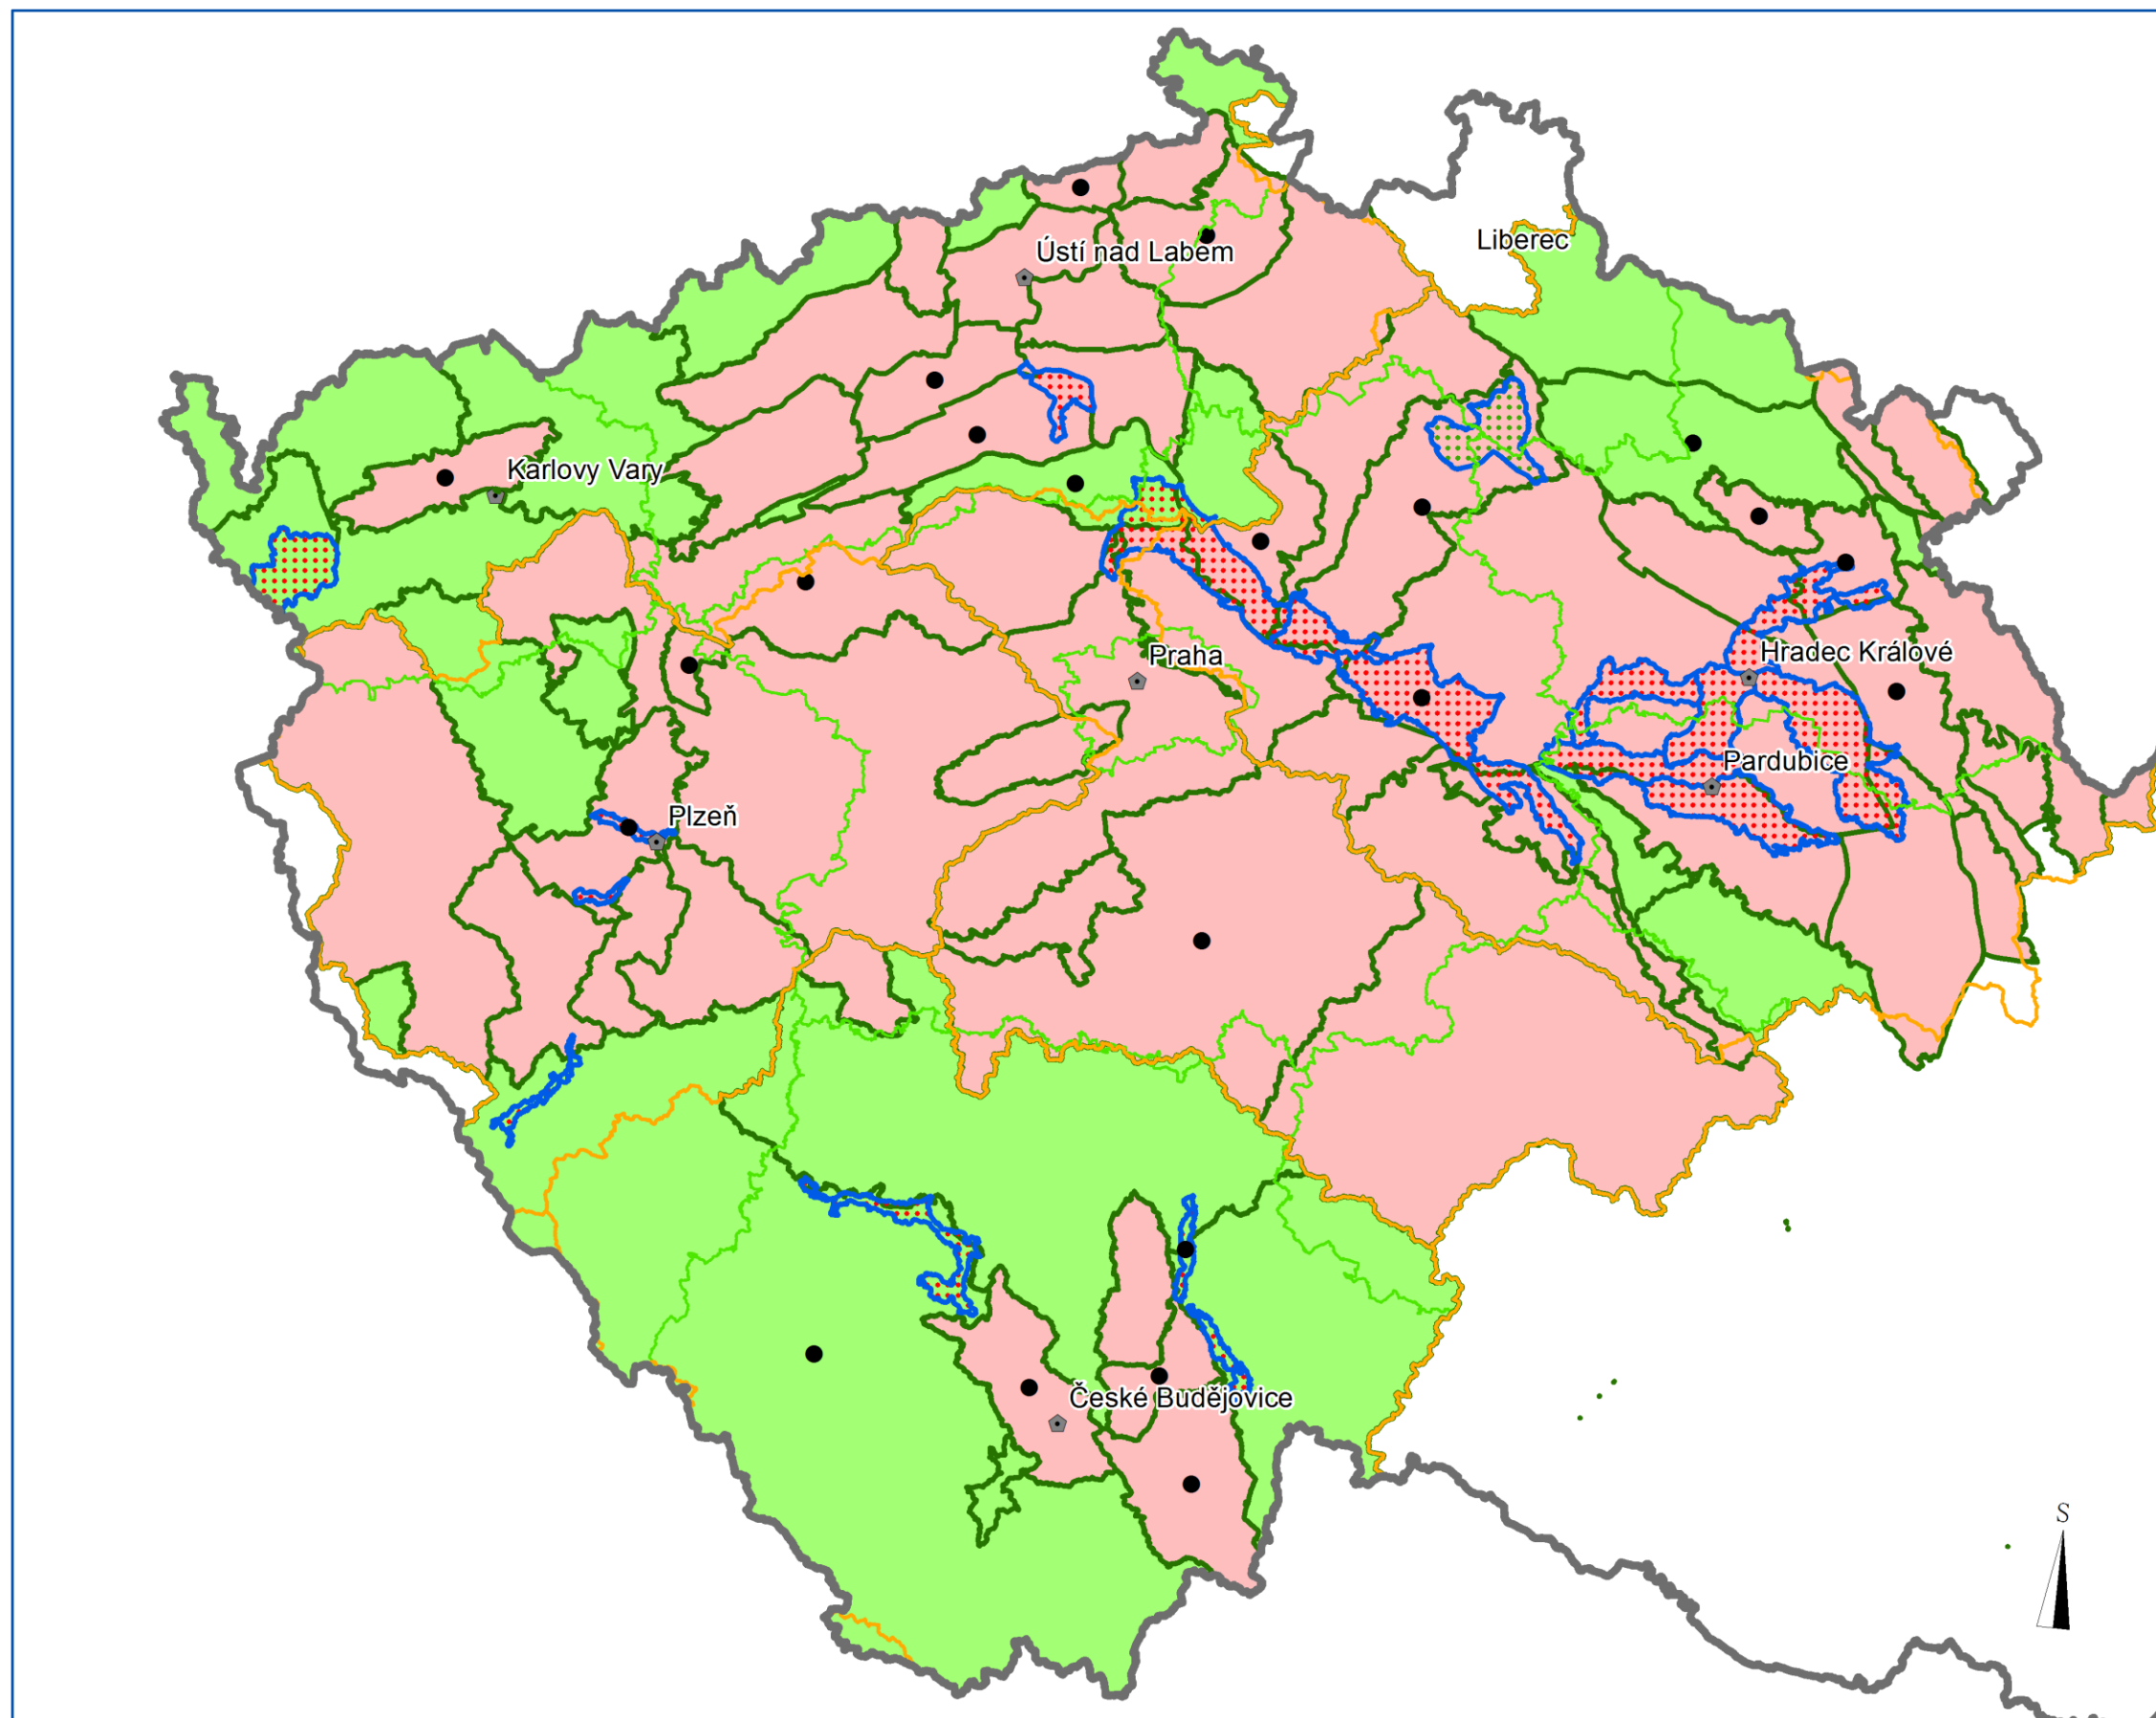 Liberec
Ústí nad Labem
Karlovy Vary
Praha
Hradec Králové
Pardubice
Plzeň
České Budějovice
S